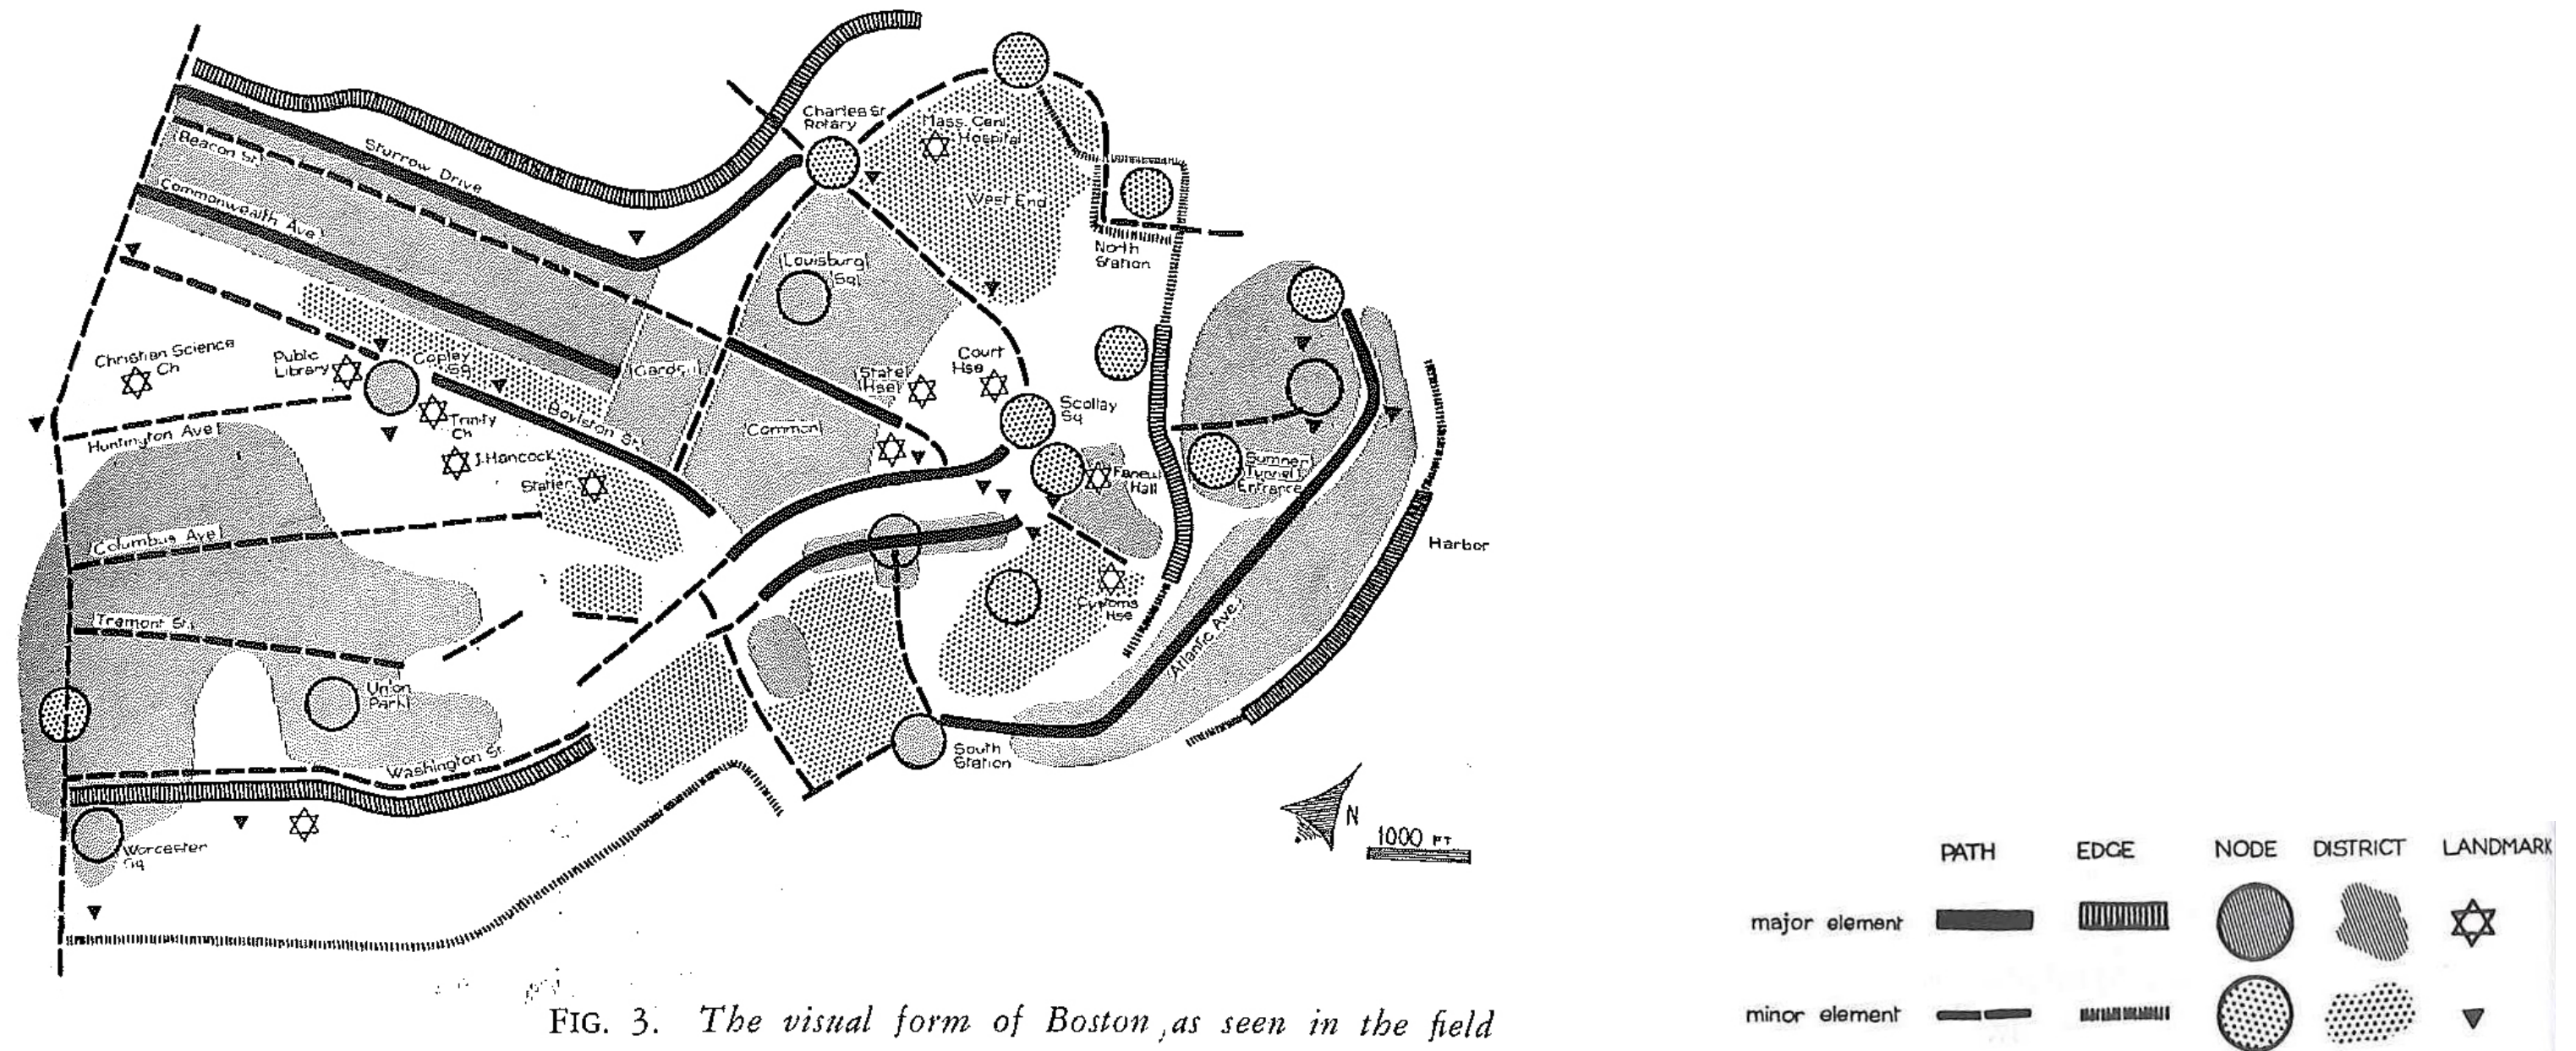 Charles St
Rotary
Mass. Genl
Hospital
Beacon St.
Sturrow Drive
Commonwealth Ave.
West End
North
Station
Louisburg
Sq.
Christian Science
Ch
Public
Library
Copley
Sq.
Garden
State
Hse
Court
Hse
Scollay
Sq
Trinity
Ch
Boylston St.
Common
Huntington Ave
J. Hancock
Statler
Faneuil
Hall
Sumner
Tunnel
Entrance
Columbus Ave
Harbor
Customs
Hse
Tremont St.
Atlantic Ave.
Union
Park
Washington St.
South
Station
Worcester
Sq
N
1000 FT
PATH EDGE NODE DISTRICT LANDMARK
major element
minor element
FIG. 3. The visual form of Boston, as seen in the field